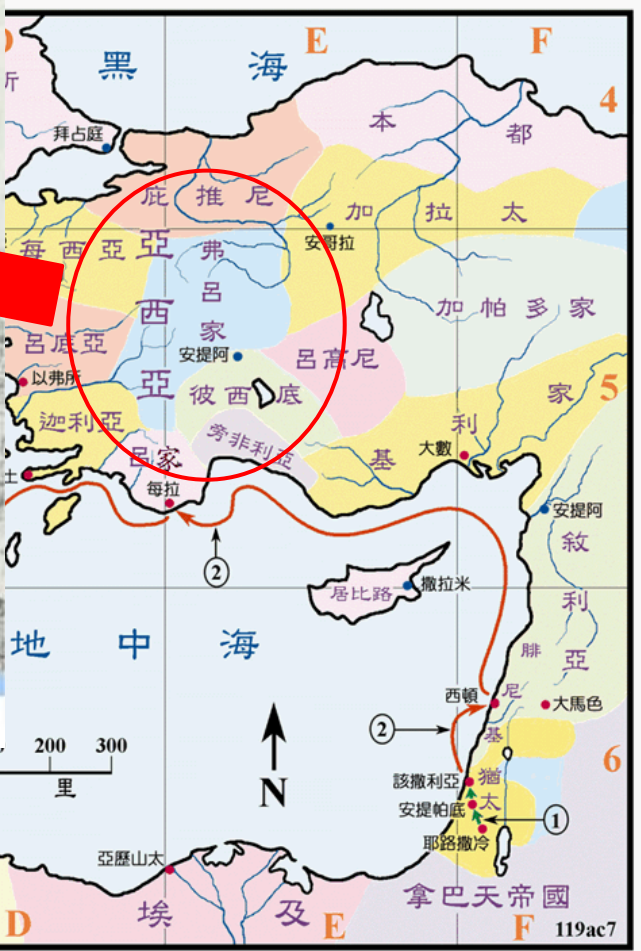 D
E
F
黑海
4
所
本都
拜占庭
庇推尼
加拉太
安哥拉
每西亞
亞西亞
弗呂家
加帕多家
呂底亞
安提阿
呂高尼
以弗所
彼西底
5
家
迦利亞
利
旁非利亞
大數
呂家
基
土
每拉
安提阿
敘利亞
2
撒拉米
居比路
地中海
腓尼基
西頓
大馬色
2
200 300
里
N
6
該撒利亞
猶太
安提帕底
1
耶路撒冷
亞歷山太
拿巴天帝國
D
埃及
E
F
119ac7